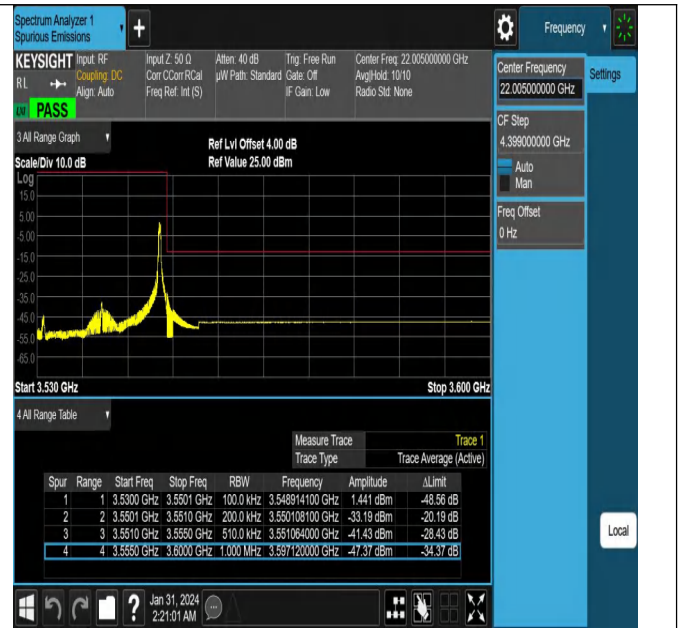 Spectrum Analyzer 1
Spurious Emissions
+
Frequency
KEYSIGHT
RL
Input: RF
Coupling: DC
Align: Auto
Input Z: 50 Ω
Corr CCorr RCal
Freq Ref: Int (S)
Atten: 40 dB
µW Path: Standard
Trig: Free Run
Gate: Off
IF Gain: Low
Center Freq: 22.005000000 GHz
Avg|Hold: 10/10
Radio Std: None
PASS
Center Frequency
22.005000000 GHz
Settings
CF Step
4.399000000 GHz
Auto
Man
Freq Offset
0 Hz
3 All Range Graph
Ref Lvl Offset 4.00 dB
Scale/Div 10.0 dB
Ref Value 25.00 dBm
Log
15.0
5.00
-5.00
-15.0
-25.0
-35.0
-45.0
-55.0
-65.0
Start 3.530 GHz
Stop 3.600 GHz
4 All Range Table
Measure Trace Trace 1
Trace Type Trace Average (Active)
Spur Range Start Freq Stop Freq RBW Frequency Amplitude ΔLimit
1 1 3.5300 GHz 3.5501 GHz 100.0 kHz 3.548914100 GHz 1.441 dBm -48.56 dB
2 2 3.5501 GHz 3.5510 GHz 200.0 kHz 3.550108100 GHz -33.19 dBm -20.19 dB
3 3 3.5510 GHz 3.5550 GHz 510.0 kHz 3.551064000 GHz -41.43 dBm -28.43 dB
4 4 3.5550 GHz 3.6000 GHz 1.000 MHz 3.597120000 GHz -47.37 dBm -34.37 dB
Local
?
Jan 31, 2024
2:21:01 AM